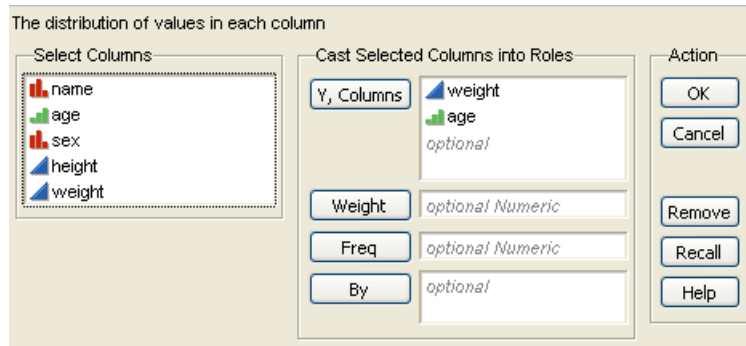 The distribution of values in each column
Select Columns
name
age
sex
height
weight
Cast Selected Columns into Roles
Y, Columns
weight
age
optional
Weight
optional Numeric
Freq
optional Numeric
By
optional
Action
OK
Cancel
Remove
Recall
Help